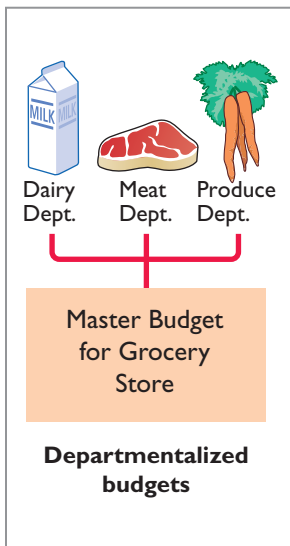 MILK MILK
Dairy Meat Produce
Dept. Dept. Dept.
Master Budget
for Grocery
Store
Departmentalized
budgets